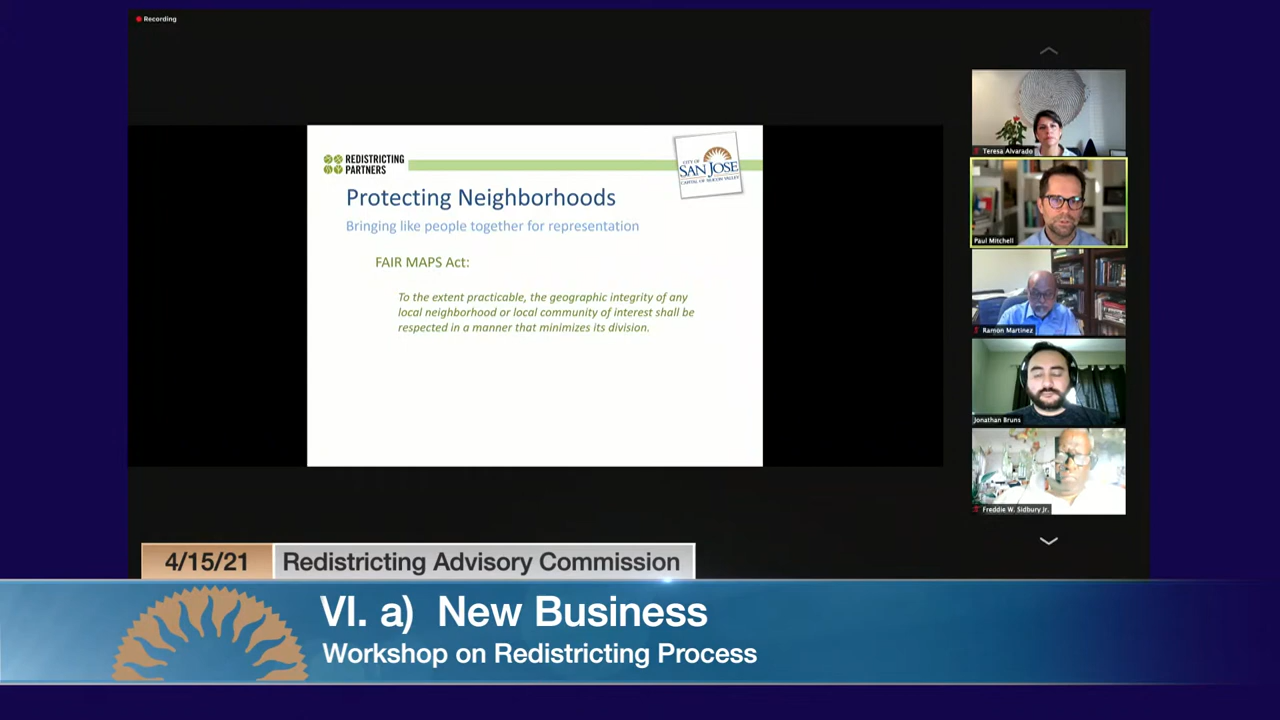 Recording
REDISTRICTING
PARTNERS
CITY OF
SAN JOSE
CAPITAL OF SILICON VALLEY
Protecting Neighborhoods
Bringing like people together for representation
FAIR MAPS Act:
To the extent practicable, the geographic integrity of any
local neighborhood or local community of interest shall be
respected in a manner that minimizes its division.
Teresa Alvarado
Paul Mitchell
Ramon Martinez
Jonathan Bruns
Freddie W. Sidbury Jr.
4/15/21 Redistricting Advisory Commission
VI. a) New Business
Workshop on Redistricting Process